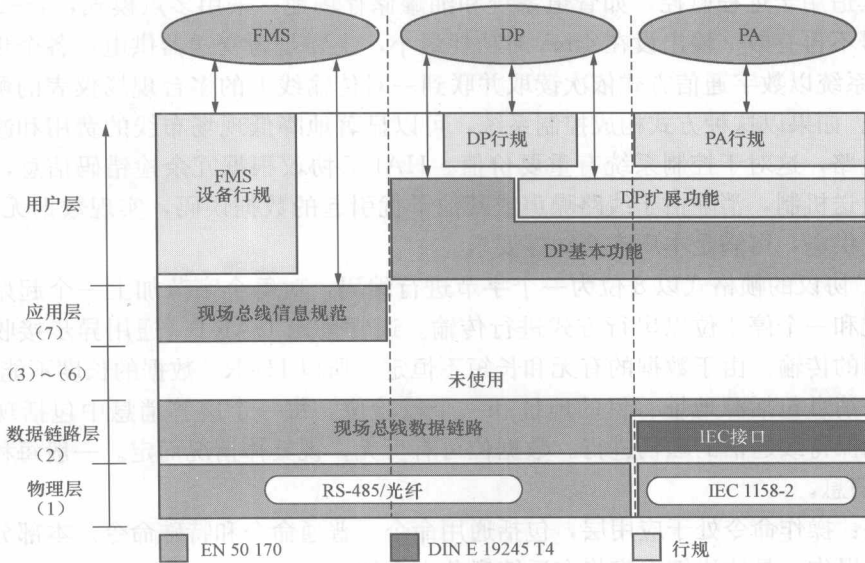 FMS
DP
PA
DP行规
PA行规
FMS
设备行规
用户层
DP扩展功能
DP基本功能
应用层
(7)
现场总线信息规范
(3)～(6)
未使用
数据链路层
(2)
现场总线数据链路
IEC接口
物理层
(1)
RS-485/光纤
IEC 1158-2
EN 50 170
DIN E 19245 T4
行规